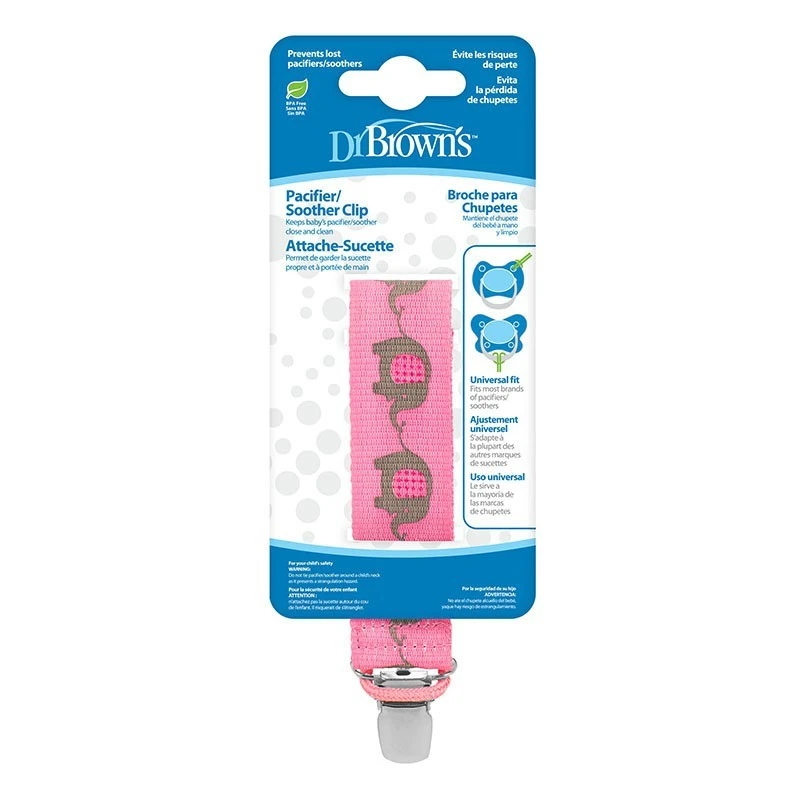 Prevents lost
pacifiers/soothers
Évite les risques
de perte
Evita
la pérdida
de chupetes
BPA Free
Sans BPA
Sin BPA
Dr Brown's™
Pacifier/
Soother Clip
Keeps baby's pacifier/soother
close and clean
Attache-Sucette
Permet de garder la sucette
propre et à portée de main
Broche para
Chupetes
Mantiene el chupete
del bebé a mano
y limpio
Universal fit
Fits most brands
of pacifiers/
soothers
Ajustement
universel
S'adapte à
la plupart des
autres marques
de sucettes
Uso universal
Le sirve a
la mayoría de
las marcas
de chupetes
For your child's safety
WARNING:
Do not tie pacifier/soother around a child's neck
as it presents a strangulation hazard.
Pour la sécurité de votre enfant
ATTENTION :
n'attachez pas la sucette autour du cou
de l'enfant, il risquerait de s'étrangler.
Por la seguridad de su hijo
ADVERTENCIA:
No ate el chupete al cuello del bebé,
ya que hay riesgo de estrangulamiento.